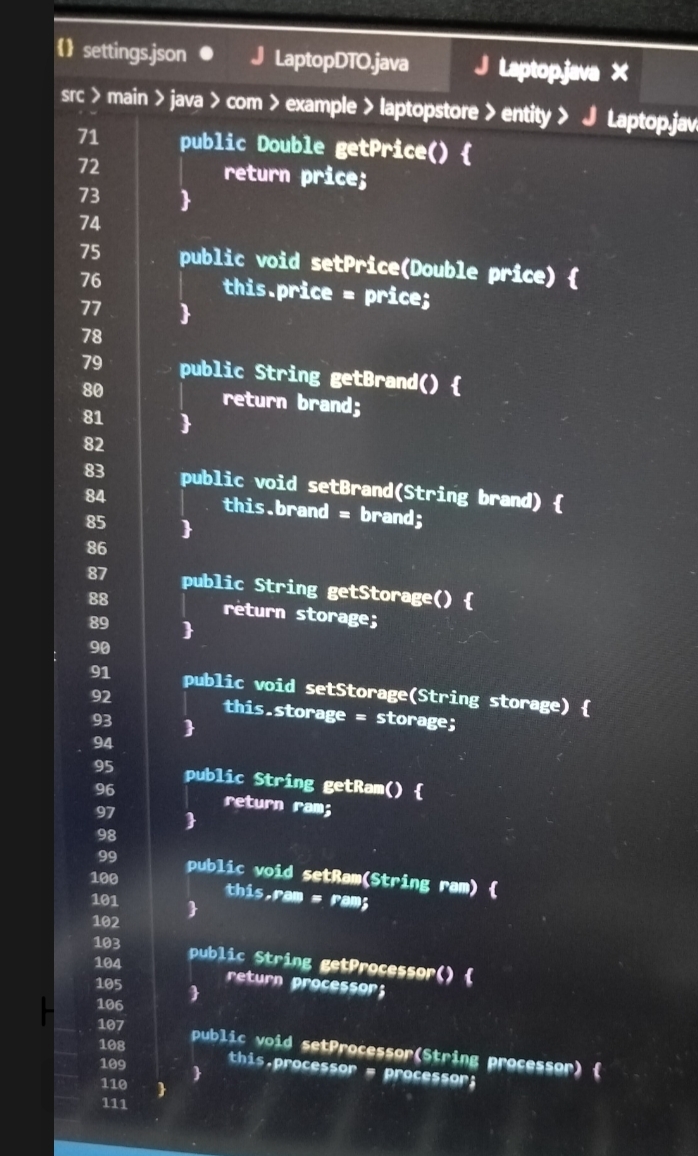 {} settings.json ● J LaptopDTO.java J Laptop.java ×
src > main > java > com > example > laptopstore > entity > J Laptop.jav
71 public Double getPrice() {
72 return price;
73 }
74
75 public void setPrice(Double price) {
76 this.price = price;
77 }
78
79 public String getBrand() {
80 return brand;
81 }
82
83 public void setBrand(String brand) {
84 this.brand = brand;
85 }
86
87 public String getStorage() {
88 return storage;
89 }
90
91 public void setStorage(String storage) {
92 this.storage = storage;
93 }
94
95 public String getRam() {
96 return ram;
97 }
98
99 public void setRam(String ram) {
100 this.ram = ram;
101 }
102
103 public String getProcessor() {
104 return processor;
105 }
106
107 public void setProcessor(String processor) {
108 this.processor = processor;
109 }
110 }
111